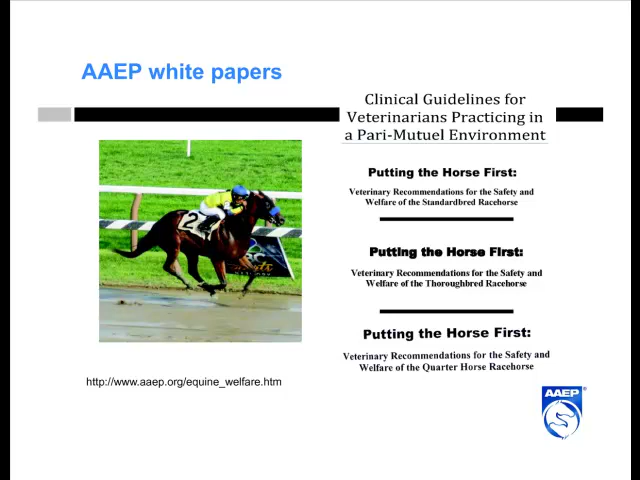 AAEP white papers
Clinical Guidelines for
Veterinarians Practicing in
a Pari-Mutuel Environment
Putting the Horse First:
Veterinary Recommendations for the Safety and
Welfare of the Standardbred Racehorse
2
Putting the Horse First:
Veterinary Recommendations for the Safety and
Welfare of the Thoroughbred Racehorse
Putting the Horse First:
Veterinary Recommendations for the Safety and
Welfare of the Quarter Horse Racehorse
http://www.aaep.org/equine_welfare.htm
AAEP®